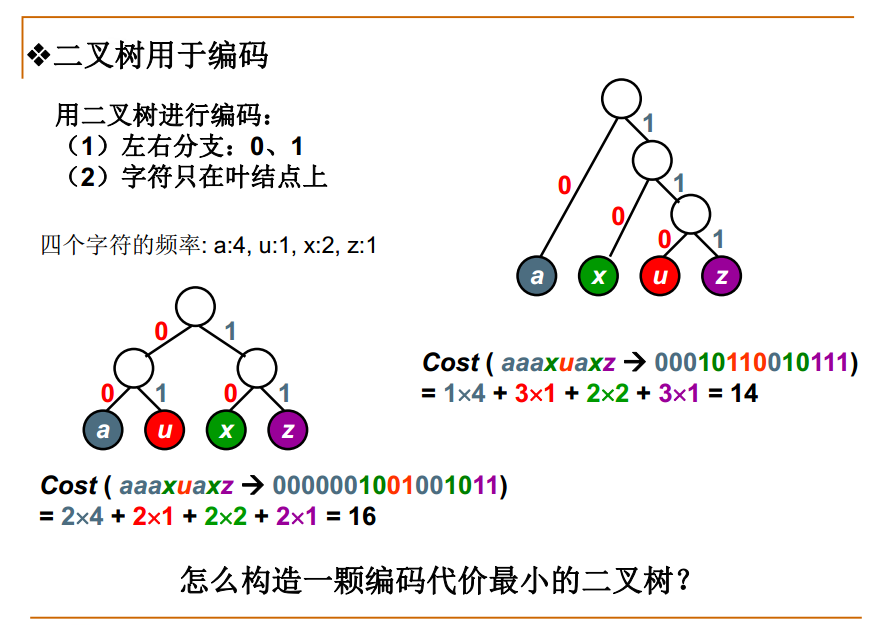 ❖二叉树用于编码
用二叉树进行编码：
（1）左右分支：0、1
（2）字符只在叶结点上
四个字符的频率: a:4, u:1, x:2, z:1
0 1
0 1 0 1
a u x z
Cost ( aaaxuaxz → 0000001001001011)
= 2×4 + 2×1 + 2×2 + 2×1 = 16
1
0 1
0
0 1
a x u z
Cost ( aaaxuaxz → 00010110010111)
= 1×4 + 3×1 + 2×2 + 3×1 = 14
怎么构造一颗编码代价最小的二叉树？